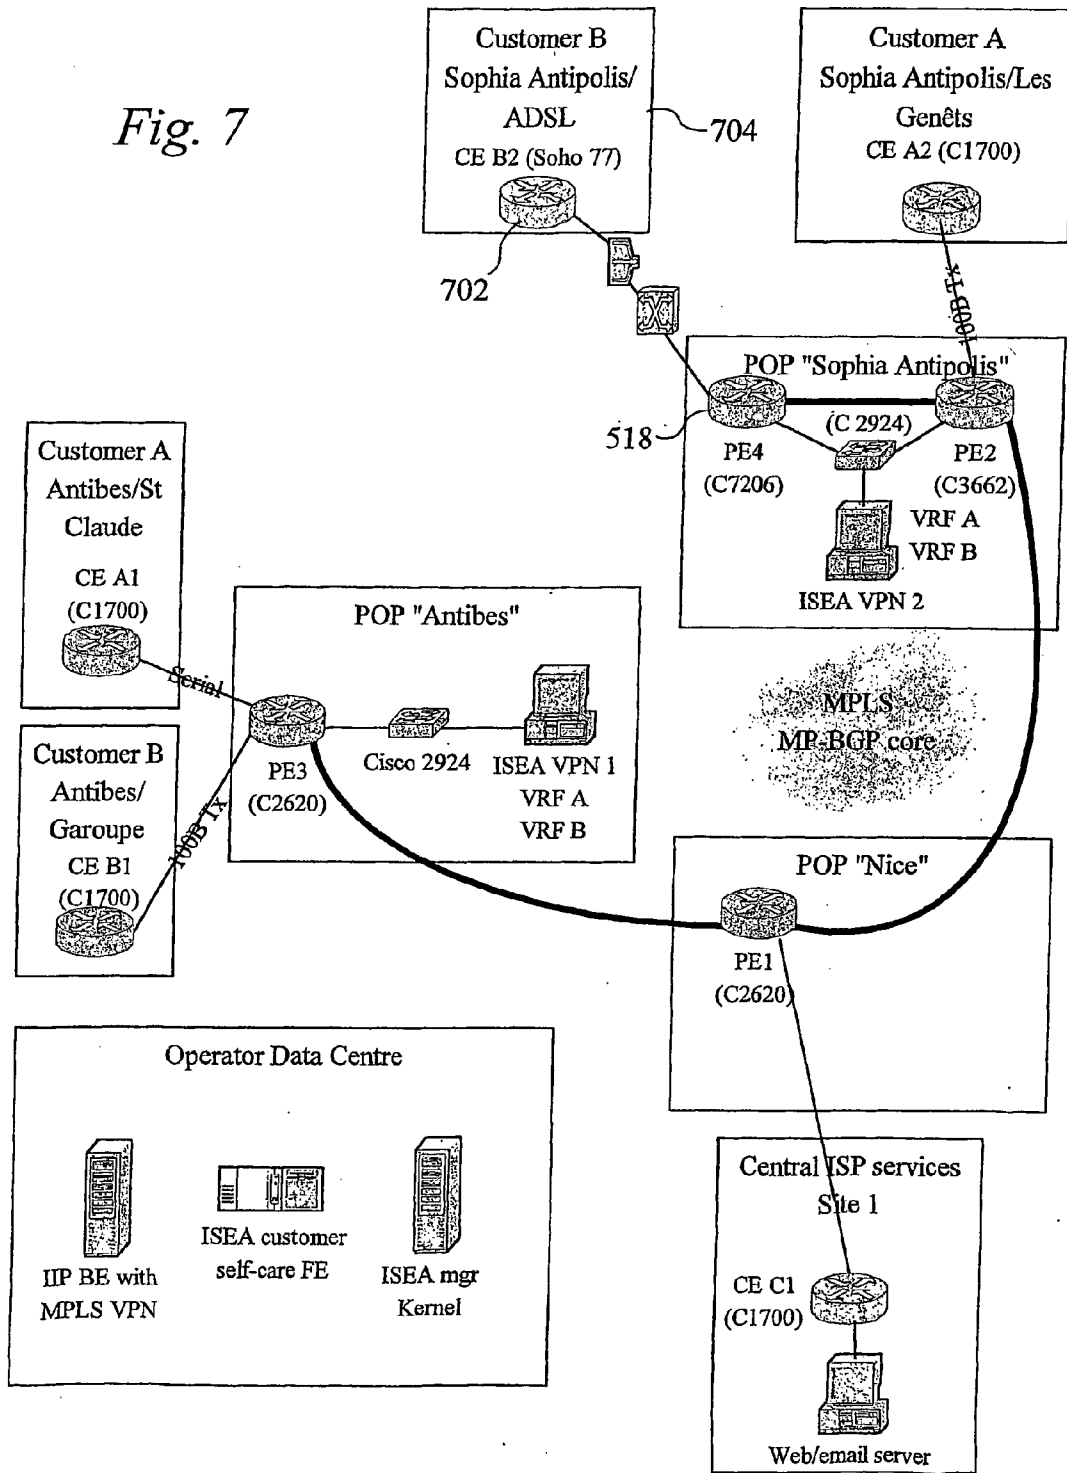 Fig. 7
Customer B
Sophia Antipolis/
ADSL
CE B2 (Soho 77)
704
702
Customer A
Sophia Antipolis/Les
Genêts
CE A2 (C1700)
100B Tx
POP "Sophia Antipolis"
518
(C 2924)
PE4
(C7206)
PE2
(C3662)
VRF A
VRF B
ISEA VPN 2
Customer A
Antibes/St
Claude
CE A1
(C1700)
Serial
POP "Antibes"
PE3
(C2620)
Cisco 2924
ISEA VPN 1
VRF A
VRF B
MPLS
MP-BGP core
Customer B
Antibes/
Garoupe
CE B1
(C1700)
100B Tx
POP "Nice"
PE1
(C2620)
Operator Data Centre
IIP BE with
MPLS VPN
ISEA customer
self-care FE
ISEA mgr
Kernel
Central ISP services
Site 1
CE C1
(C1700)
Web/email server